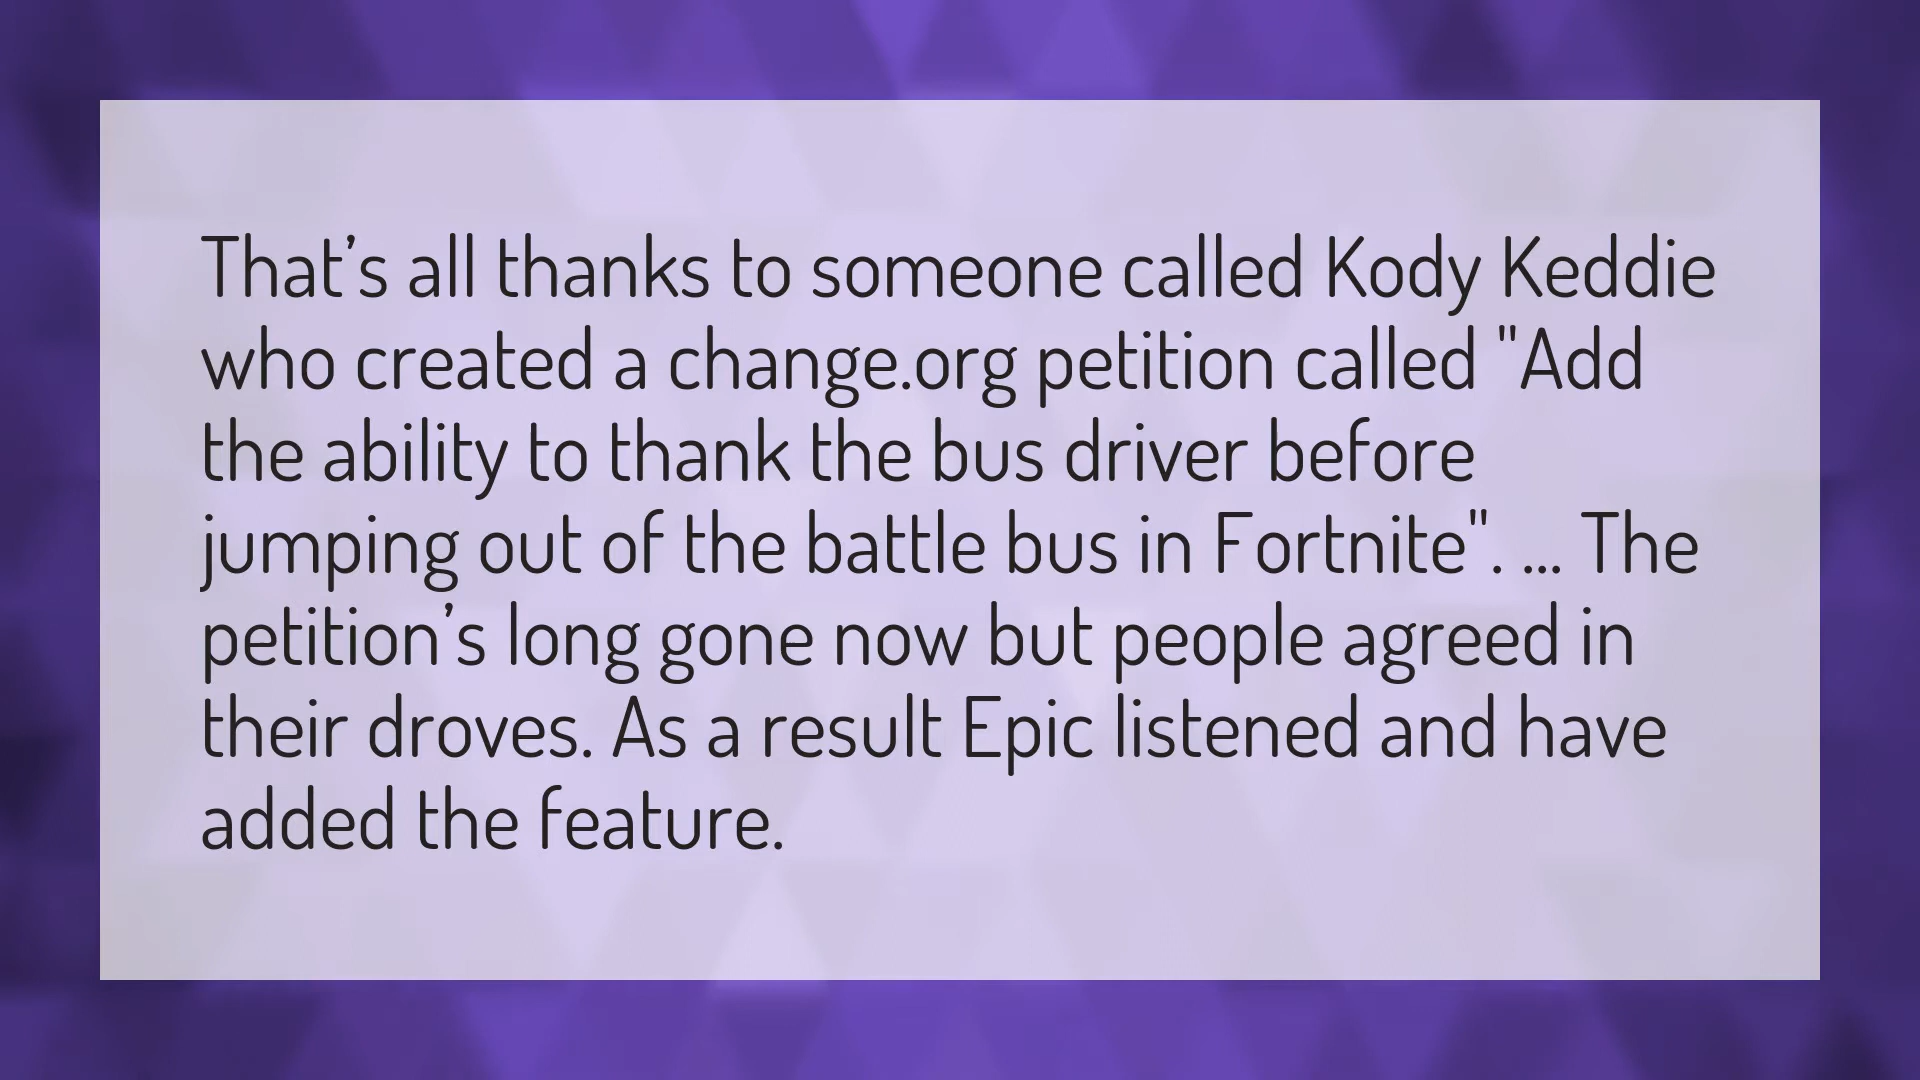 That’s all thanks to someone called Kody Keddie
who created a change.org petition called "Add
the ability to thank the bus driver before
jumping out of the battle bus in Fortnite". ... The
petition’s long gone now but people agreed in
their droves. As a result Epic listened and have
added the feature.